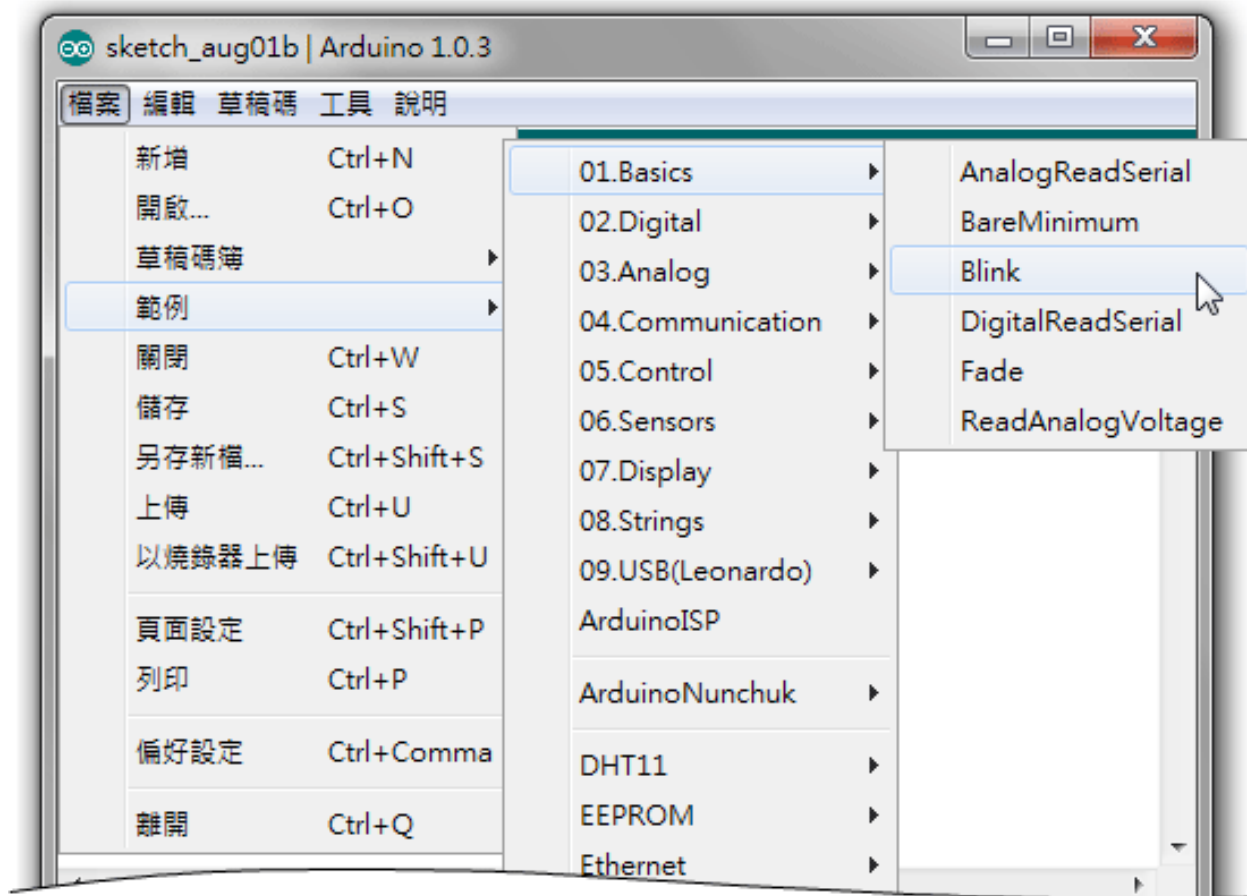 sketch_aug01b | Arduino 1.0.3
檔案 編輯 草稿碼 工具 說明
新增 Ctrl+N
開啟... Ctrl+O
草稿碼簿
範例
關閉 Ctrl+W
儲存 Ctrl+S
另存新檔... Ctrl+Shift+S
上傳 Ctrl+U
以燒錄器上傳 Ctrl+Shift+U
頁面設定 Ctrl+Shift+P
列印 Ctrl+P
偏好設定 Ctrl+Comma
離開 Ctrl+Q
01.Basics
02.Digital
03.Analog
04.Communication
05.Control
06.Sensors
07.Display
08.Strings
09.USB(Leonardo)
ArduinoISP
ArduinoNunchuk
DHT11
EEPROM
Ethernet
AnalogReadSerial
BareMinimum
Blink
DigitalReadSerial
Fade
ReadAnalogVoltage